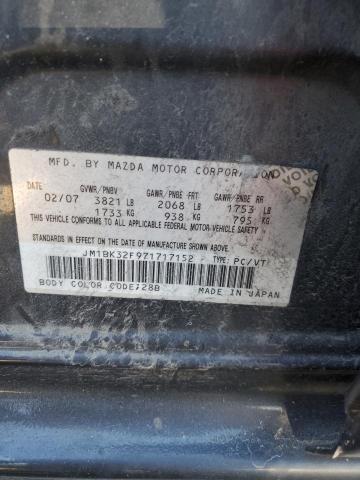 MFD. BY MAZDA MOTOR CORPORATION
DATE GVWR/PNBV GAWR/PNBE FRT GAWR/PNBE RR
02/07 3821 LB 2068 LB 1753 LB
1733 KG 938 KG 795 KG
THIS VEHICLE CONFORMS TO ALL APPLICABLE FEDERAL MOTOR VEHICLE SAFETY
STANDARDS IN EFFECT ON THE DATE OF MANUFACTURE SHOWN ABOVE.
JM1BK32F971717152 TYPE: PC/VT
BODY COLOR CODE: 28B MADE IN JAPAN